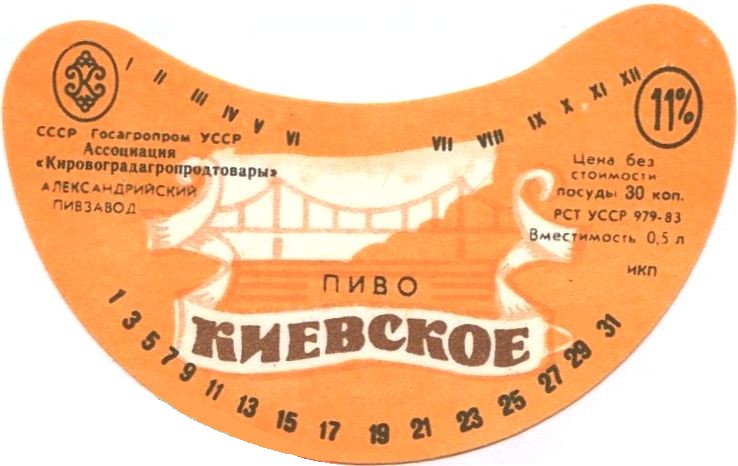 I II III IV V VI VII VIII IX X XI XII
11%
СССР Госагропром УССР
Ассоциация
«Кировоградагропродтовары»
АЛЕКСАНДРИЙСКИЙ
ПИВЗАВОД
Цена без
стоимости
посуды 30 коп.
РСТ УССР 979-83
Вместимость 0,5 л
ИКП
ПИВО
КИЕВСКОЕ
1 3 5 7 9 11 13 15 17 19 21 23 25 27 29 31